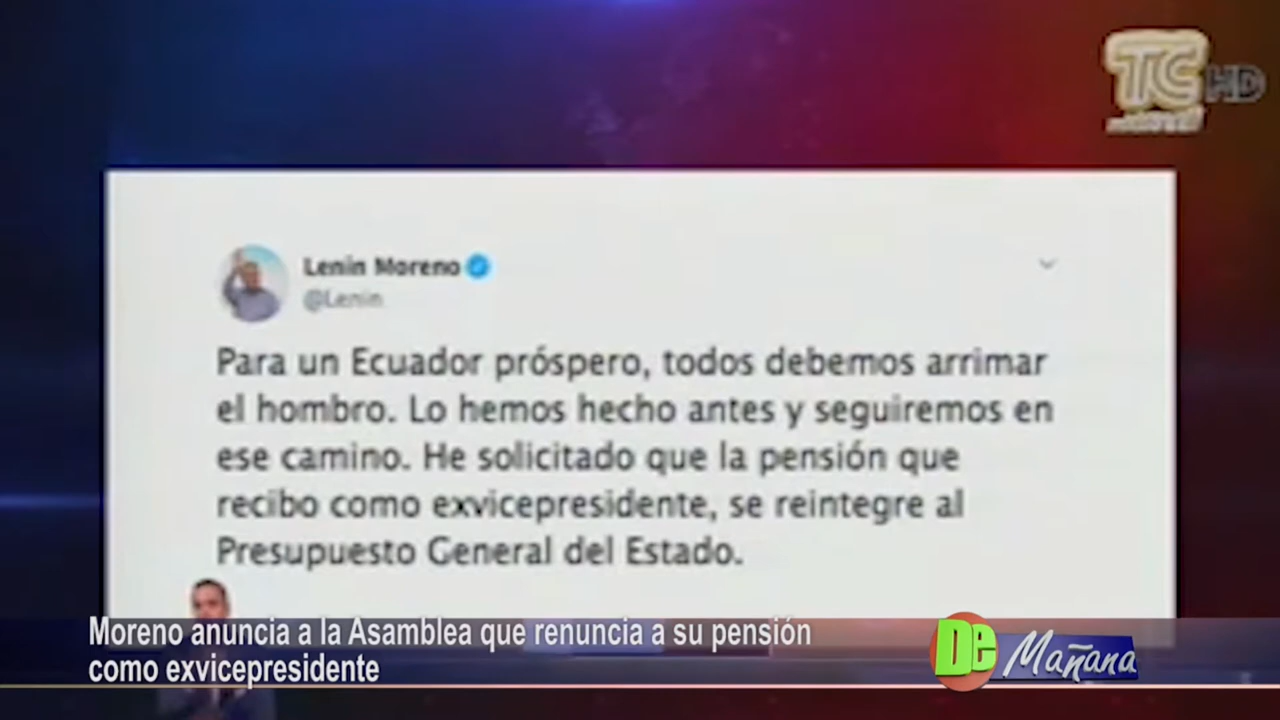 TC HD
Lenín Moreno
@Lenin
Para un Ecuador próspero, todos debemos arrimar
el hombro. Lo hemos hecho antes y seguiremos en
ese camino. He solicitado que la pensión que
recibo como exvicepresidente, se reintegre al
Presupuesto General del Estado.
Moreno anuncia a la Asamblea que renuncia a su pensión
como exvicepresidente
De Mañana